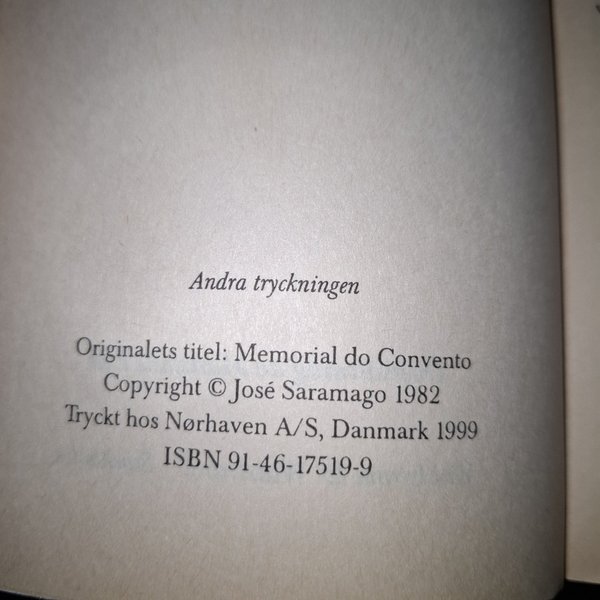 Andra tryckningen
Originalets titel: Memorial do Convento
Copyright © José Saramago 1982
Tryckt hos Nørhaven A/S, Danmark 1999
ISBN 91-46-17519-9